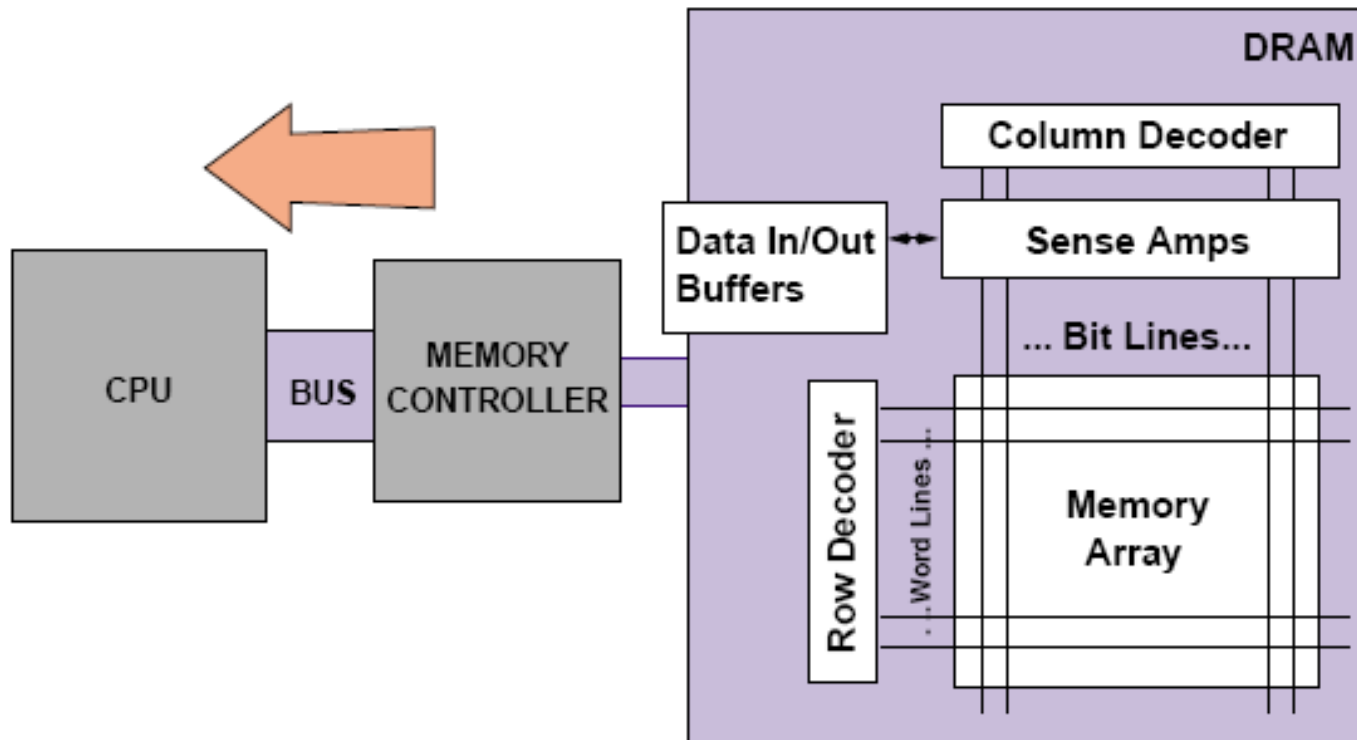 DRAM
Column Decoder
Data In/Out
Buffers
Sense Amps
... Bit Lines...
CPU
BUS
MEMORY
CONTROLLER
Row Decoder
. ...Word Lines ...
Memory
Array